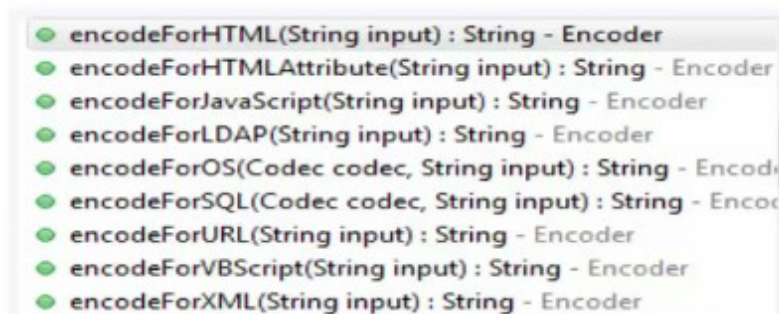 encodeForHTML(String input) : String - Encoder
encodeForHTMLAttribute(String input) : String - Encoder
encodeForJavaScript(String input) : String - Encoder
encodeForLDAP(String input) : String - Encoder
encodeForOS(Codec codec, String input) : String - Encod
encodeForSQL(Codec codec, String input) : String - Enco
encodeForURL(String input) : String - Encoder
encodeForVBScript(String input) : String - Encoder
encodeForXML(String input) : String - Encoder